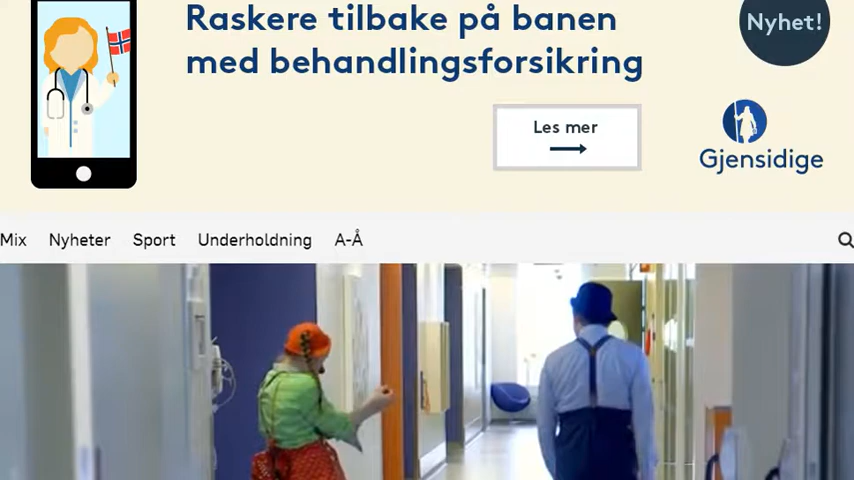 Raskere tilbake på banen
med behandlingsforsikring
Nyhet!
Les mer
Gjensidige
Mix Nyheter Sport Underholdning A-Å